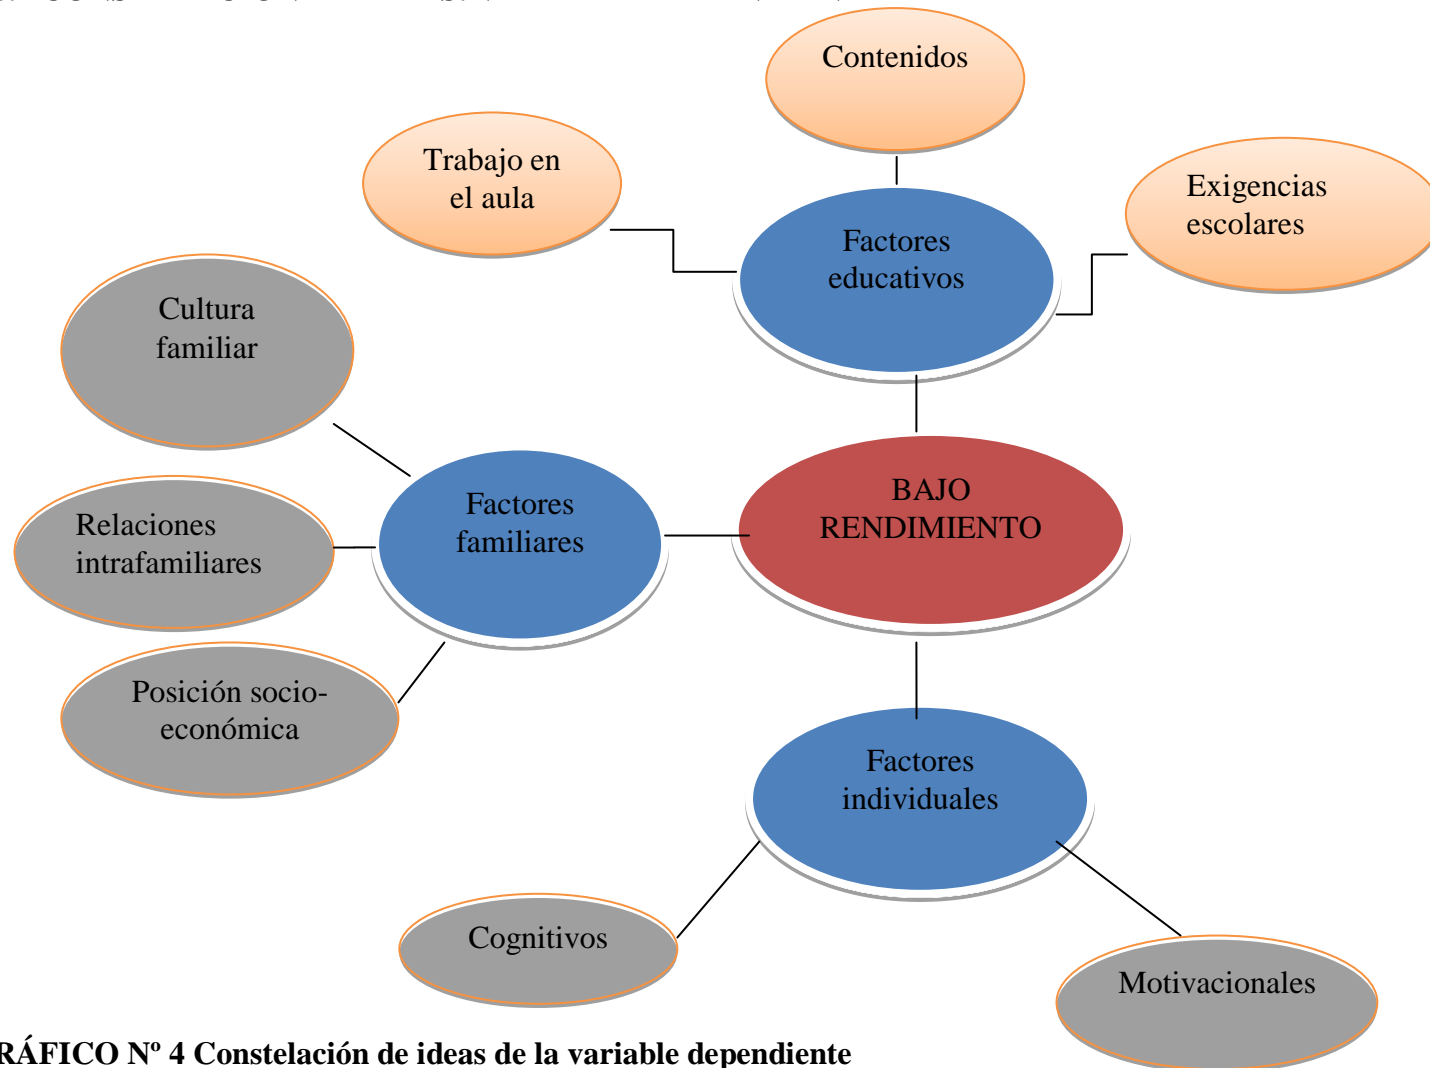 Contenidos
Trabajo en
el aula
Exigencias
escolares
Factores
educativos
Cultura
familiar
BAJO
RENDIMIENTO
Factores
familiares
Relaciones
intrafamiliares
Posición socio-
económica
Factores
individuales
Cognitivos
Motivacionales
RÁFICO Nº 4 Constelación de ideas de la variable dependiente